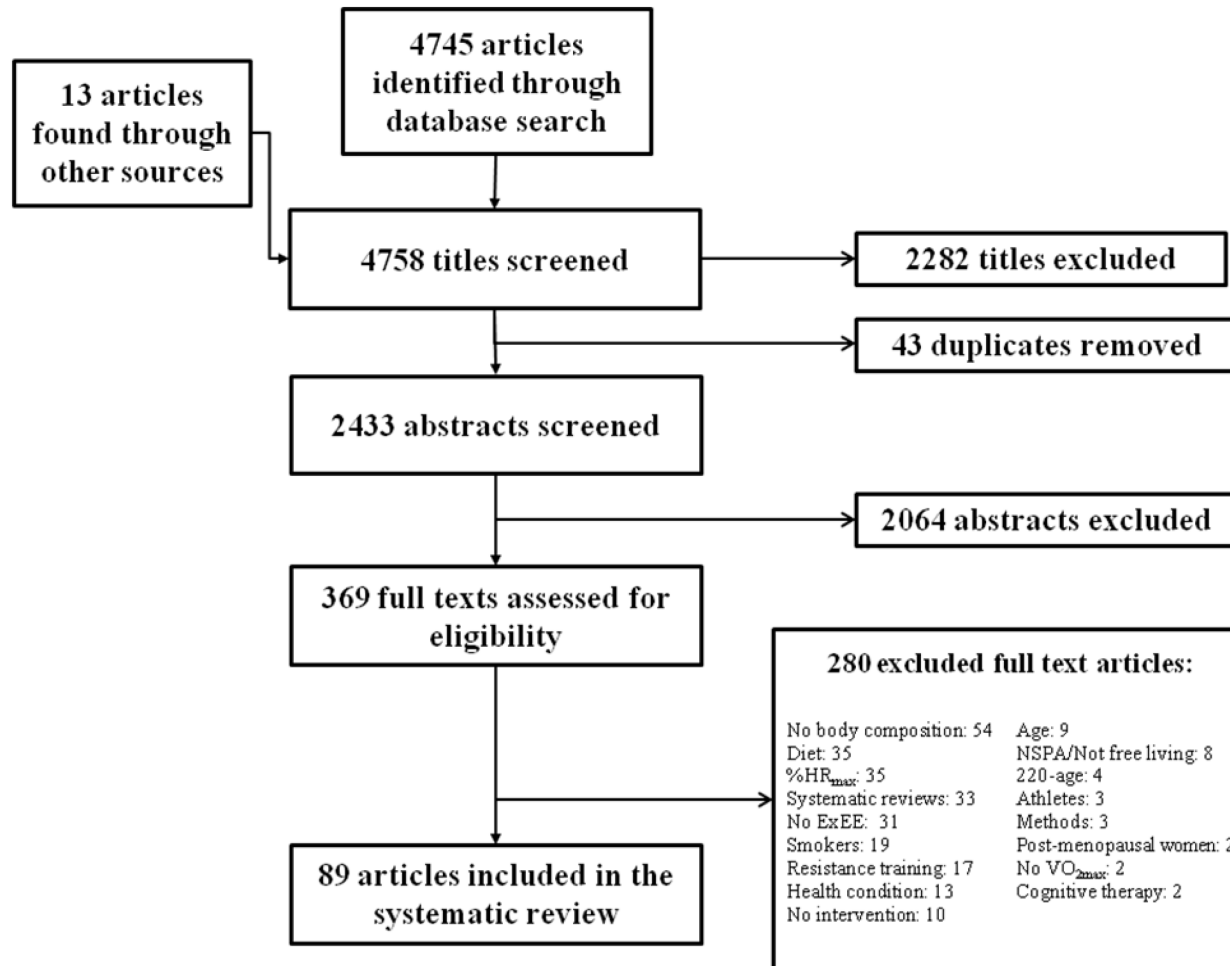 4745 articles
identified through
database search
13 articles
found through
other sources
4758 titles screened
2282 titles excluded
43 duplicates removed
2433 abstracts screened
2064 abstracts excluded
369 full texts assessed for
eligibility
280 excluded full text articles:
No body composition: 54
Diet: 35
%HRmax: 35
Systematic reviews: 33
No ExEE: 31
Smokers: 19
Resistance training: 17
Health condition: 13
No intervention: 10
Age: 9
NSPA/Not free living: 8
220-age: 4
Athletes: 3
Methods: 3
Post-menopausal women: 2
No VO2max: 2
Cognitive therapy: 2
89 articles included in the
systematic review